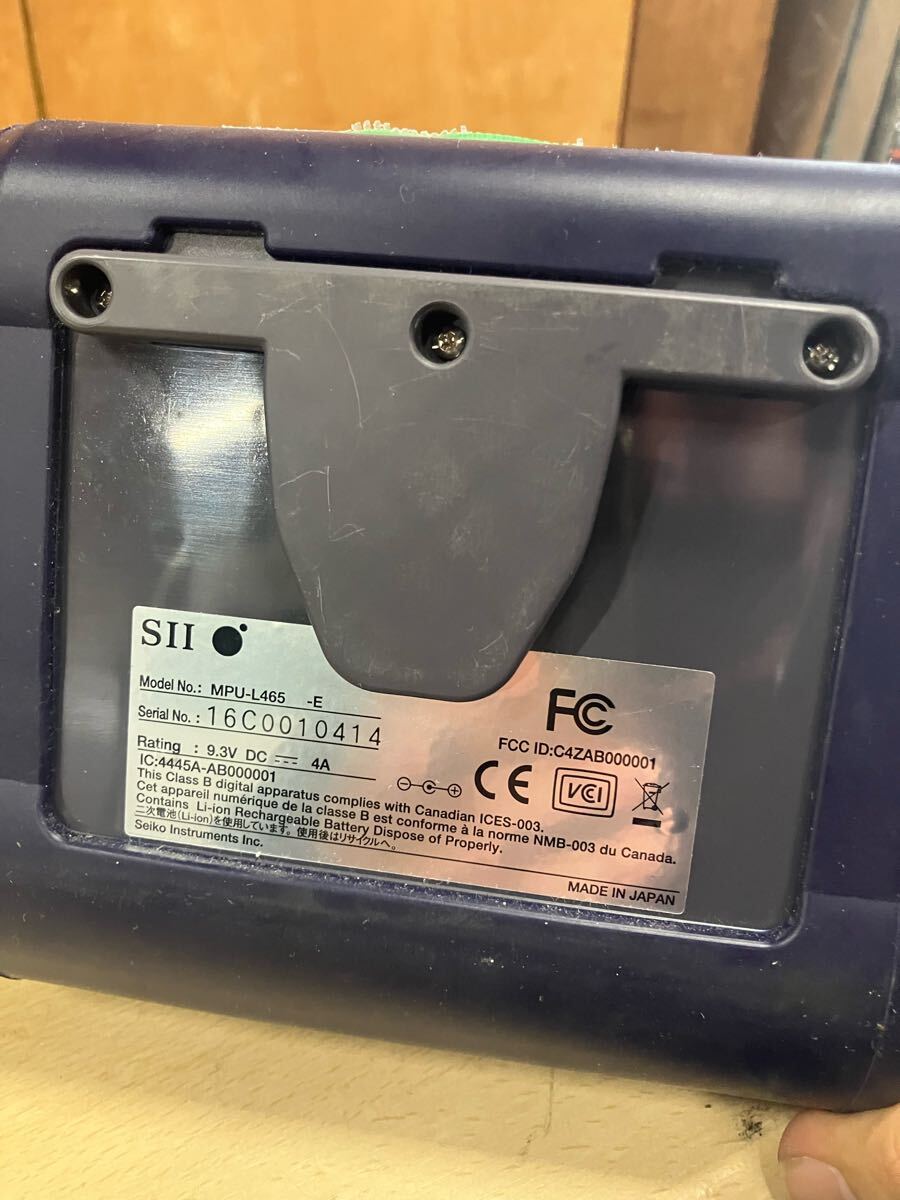 SII
Model No.: MPU-L465 -E
Serial No.: 16C0010414
Rating : 9.3V DC ⎓ 4A
IC:4445A-AB000001
FC
FCC ID:C4ZAB000001
CE
VCI
This Class B digital apparatus complies with Canadian ICES-003.
Cet appareil numérique de la classe B est conforme à la norme NMB-003 du Canada.
Contains Li-ion Rechargeable Battery Dispose of Properly.
二次電池(Li-ion)を使用しています。使用後はリサイクルへ。
Seiko Instruments Inc.
MADE IN JAPAN